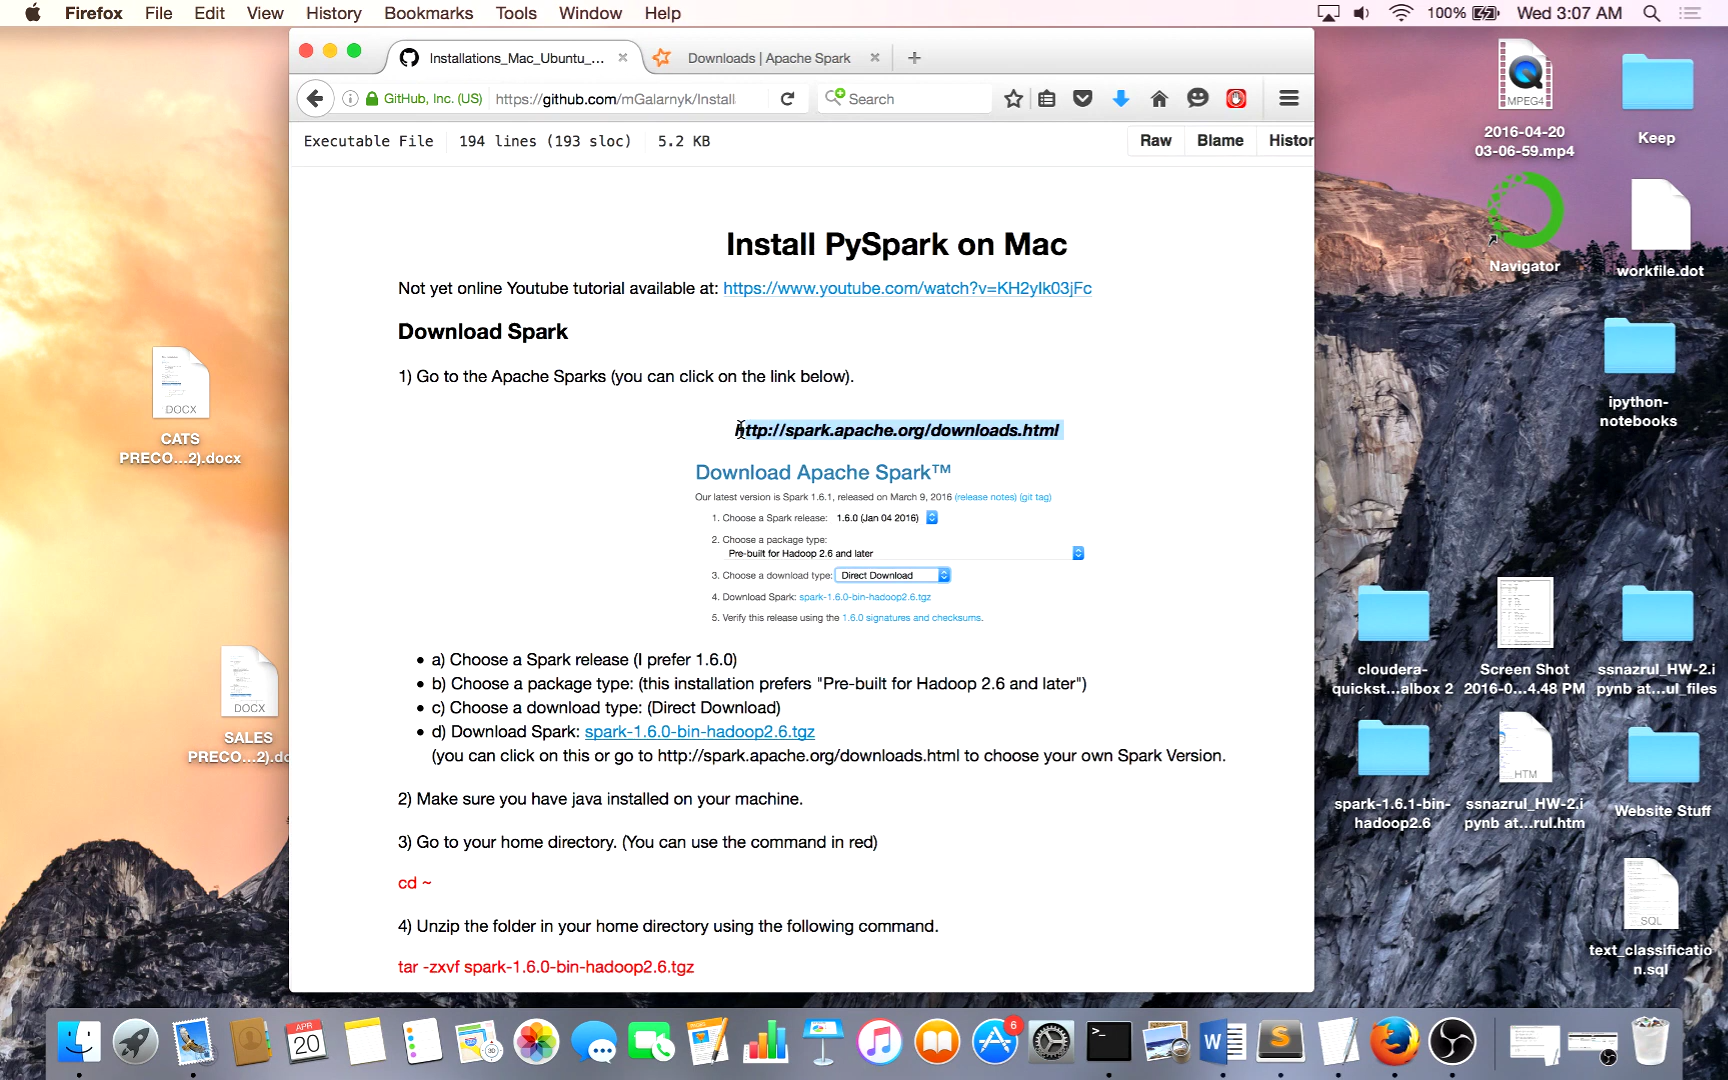 Firefox File Edit View History Bookmarks Tools Window Help 100% Wed 3:07 AM
Installations_Mac_Ubuntu_... Downloads | Apache Spark
GitHub, Inc. (US) https://github.com/mGalarnyk/Install Search
Executable File 194 lines (193 sloc) 5.2 KB Raw Blame Histor
Install PySpark on Mac
Not yet online Youtube tutorial available at: https://www.youtube.com/watch?v=KH2yIk03jFc
Download Spark
1) Go to the Apache Sparks (you can click on the link below).
http://spark.apache.org/downloads.html
Download Apache Spark™
Our latest version is Spark 1.6.1, released on March 9, 2016 (release notes) (git tag)
1. Choose a Spark release: 1.6.0 (Jan 04 2016)
2. Choose a package type:
Pre-built for Hadoop 2.6 and later
3. Choose a download type: Direct Download
4. Download Spark: spark-1.6.0-bin-hadoop2.6.tgz
5. Verify this release using the 1.6.0 signatures and checksums.
a) Choose a Spark release (I prefer 1.6.0)
b) Choose a package type: (this installation prefers "Pre-built for Hadoop 2.6 and later")
c) Choose a download type: (Direct Download)
d) Download Spark: spark-1.6.0-bin-hadoop2.6.tgz
(you can click on this or go to http://spark.apache.org/downloads.html to choose your own Spark Version.
2) Make sure you have java installed on your machine.
3) Go to your home directory. (You can use the command in red)
cd ~
4) Unzip the folder in your home directory using the following command.
tar -zxvf spark-1.6.0-bin-hadoop2.6.tgz
DOCX
CATS
PRECO...2).docx
DOCX
SALES
PRECO...2).do
MPEG4
2016-04-20
03-06-59.mp4
Keep
Navigator
workfile.dot
ipython-
notebooks
cloudera-
quickst...albox 2
Screen Shot
2016-0...4.48 PM
ssnazrul_HW-2.i
pynb at...ul_files
spark-1.6.1-bin-
hadoop2.6
HTM
ssnazrul_HW-2.i
pynb at...rul.htm
Website Stuff
SQL
text_classificatio
n.sql
APR
20
6